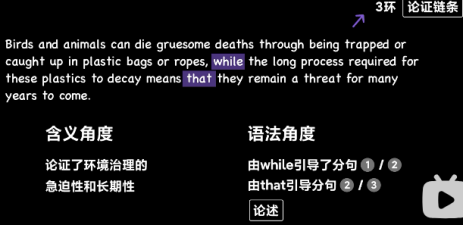 3环 论证链条
Birds and animals can die gruesome deaths through being trapped or
caught up in plastic bags or ropes, while the long process required for
these plastics to decay means that they remain a threat for many
years to come.
含义角度
论证了环境治理的
急迫性和长期性
语法角度
由while引导了分句 1 / 2
由that引导分句 2 / 3
论述